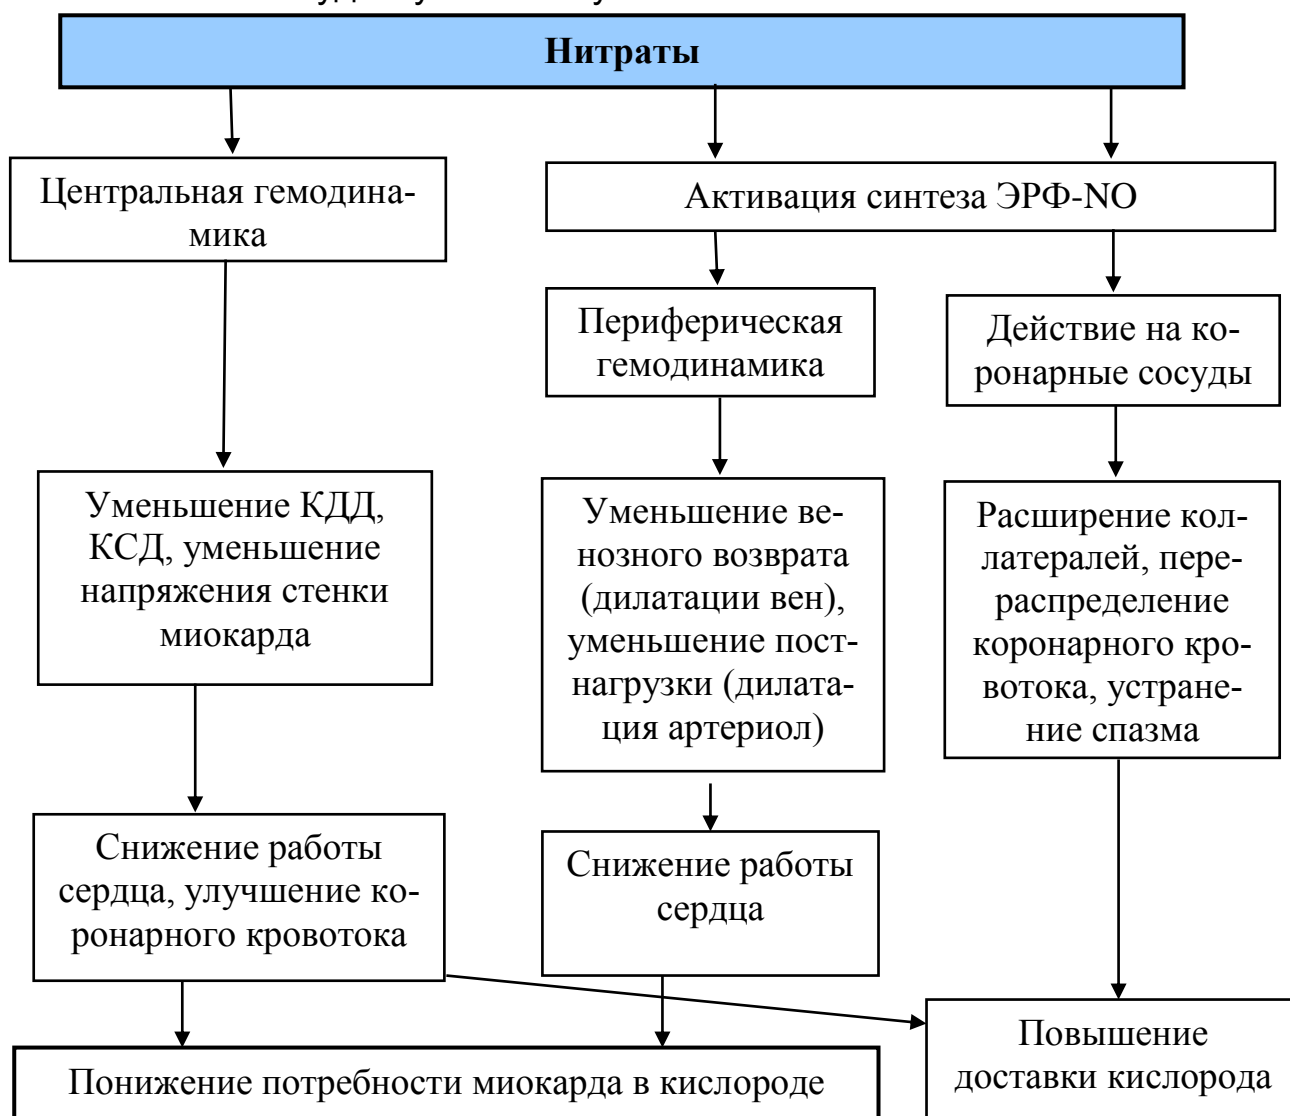 Нитраты
Центральная гемодина-
мика
Активация синтеза ЭРФ-NO
Периферическая
гемодинамика
Действие на ко-
ронарные сосуды
Уменьшение КДД,
КСД, уменьшение
напряжения стенки
миокарда
Уменьшение ве-
нозного возврата
(дилатации вен),
уменьшение пост-
нагрузки (дилата-
ция артериол)
Расширение кол-
латералей, пере-
распределение
коронарного кро-
вотока, устране-
ние спазма
Снижение работы
сердца, улучшение ко-
ронарного кровотока
Снижение работы
сердца
Понижение потребности миокарда в кислороде
Повышение
доставки кислорода